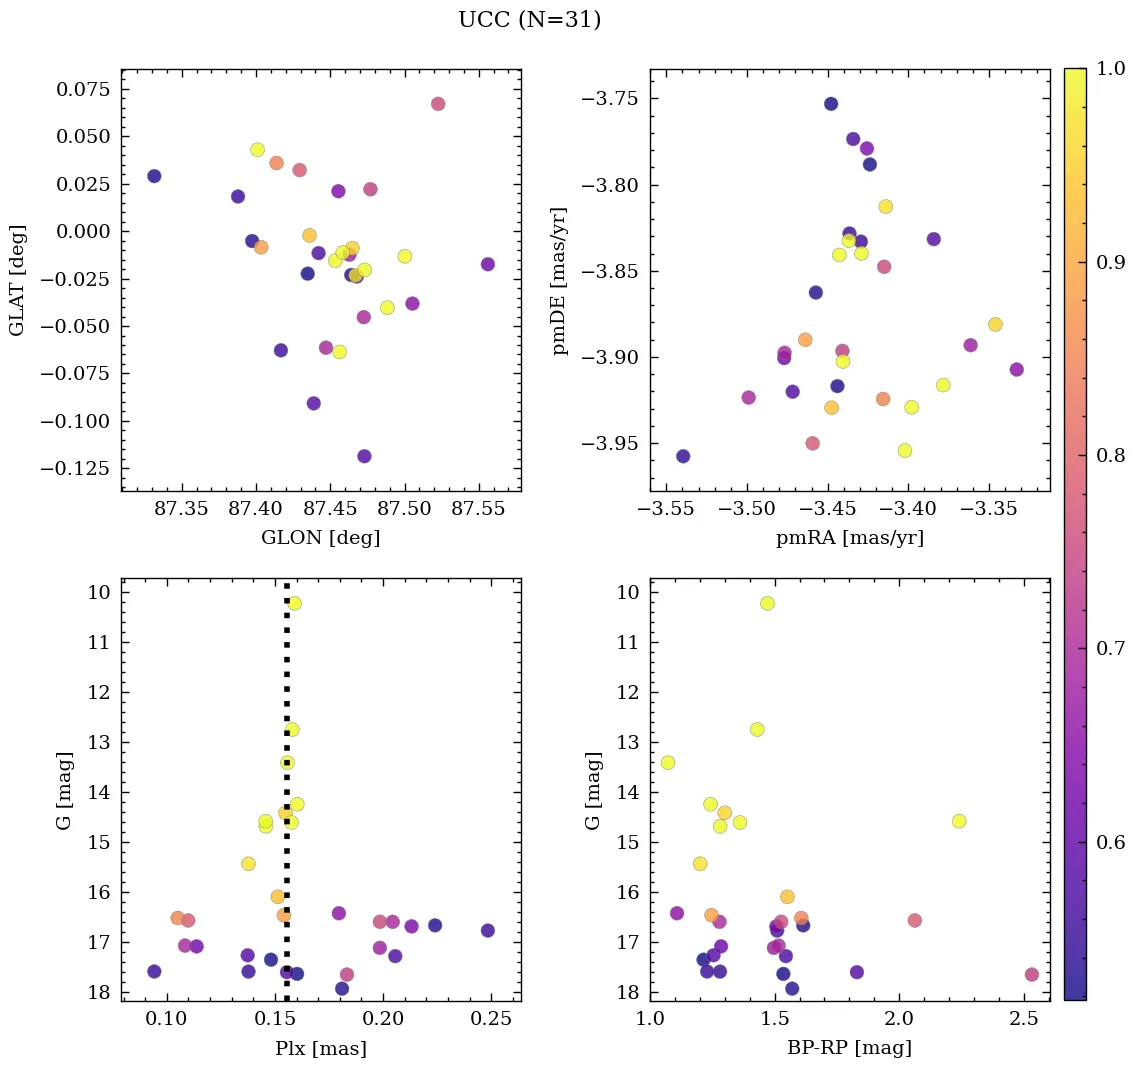 UCC (N=31)
0.075
0.050
0.025
0.000
−0.025
−0.050
−0.075
−0.100
−0.125
GLAT [deg]
87.35 87.40 87.45 87.50 87.55
GLON [deg]
−3.75
−3.80
−3.85
−3.90
−3.95
pmDE [mas/yr]
−3.55 −3.50 −3.45 −3.40 −3.35
pmRA [mas/yr]
10
11
12
13
14
15
16
17
18
G [mag]
0.10 0.15 0.20 0.25
Plx [mas]
10
11
12
13
14
15
16
17
18
G [mag]
1.0 1.5 2.0 2.5
BP-RP [mag]
1.0
0.9
0.8
0.7
0.6